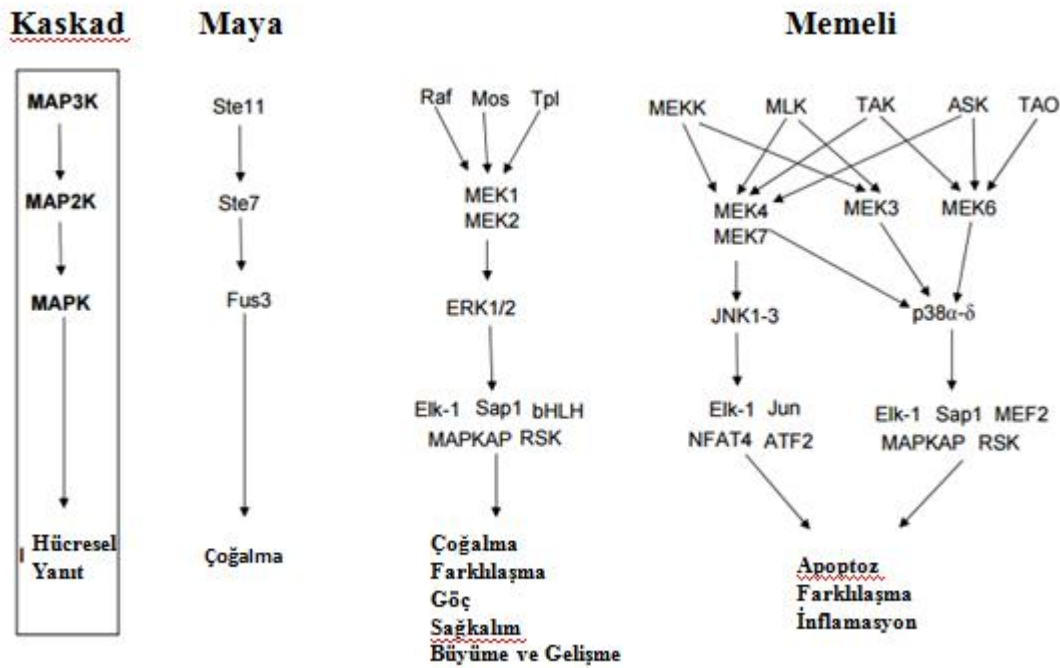 Kaskad Maya Memeli
MAP3K Ste11 Raf Mos Tpl MEKK MLK TAK ASK TAO
MAP2K Ste7 MEK1 MEK4 MEK3 MEK6
MEK2 MEK7
MAPK Fus3 ERK1/2 JNK1-3 p38α-δ
Elk-1 Sap1 bHLH Elk-1 Jun Elk-1 Sap1 MEF2
MAPKAP RSK NFAT4 ATF2 MAPKAP RSK
Hücresel
Yanıt
Çoğalma
Çoğalma
Farklılaşma
Göç
Sağkalım
Büyüme ve Gelişme
Apoptoz
Farklılaşma
İnflamasyon